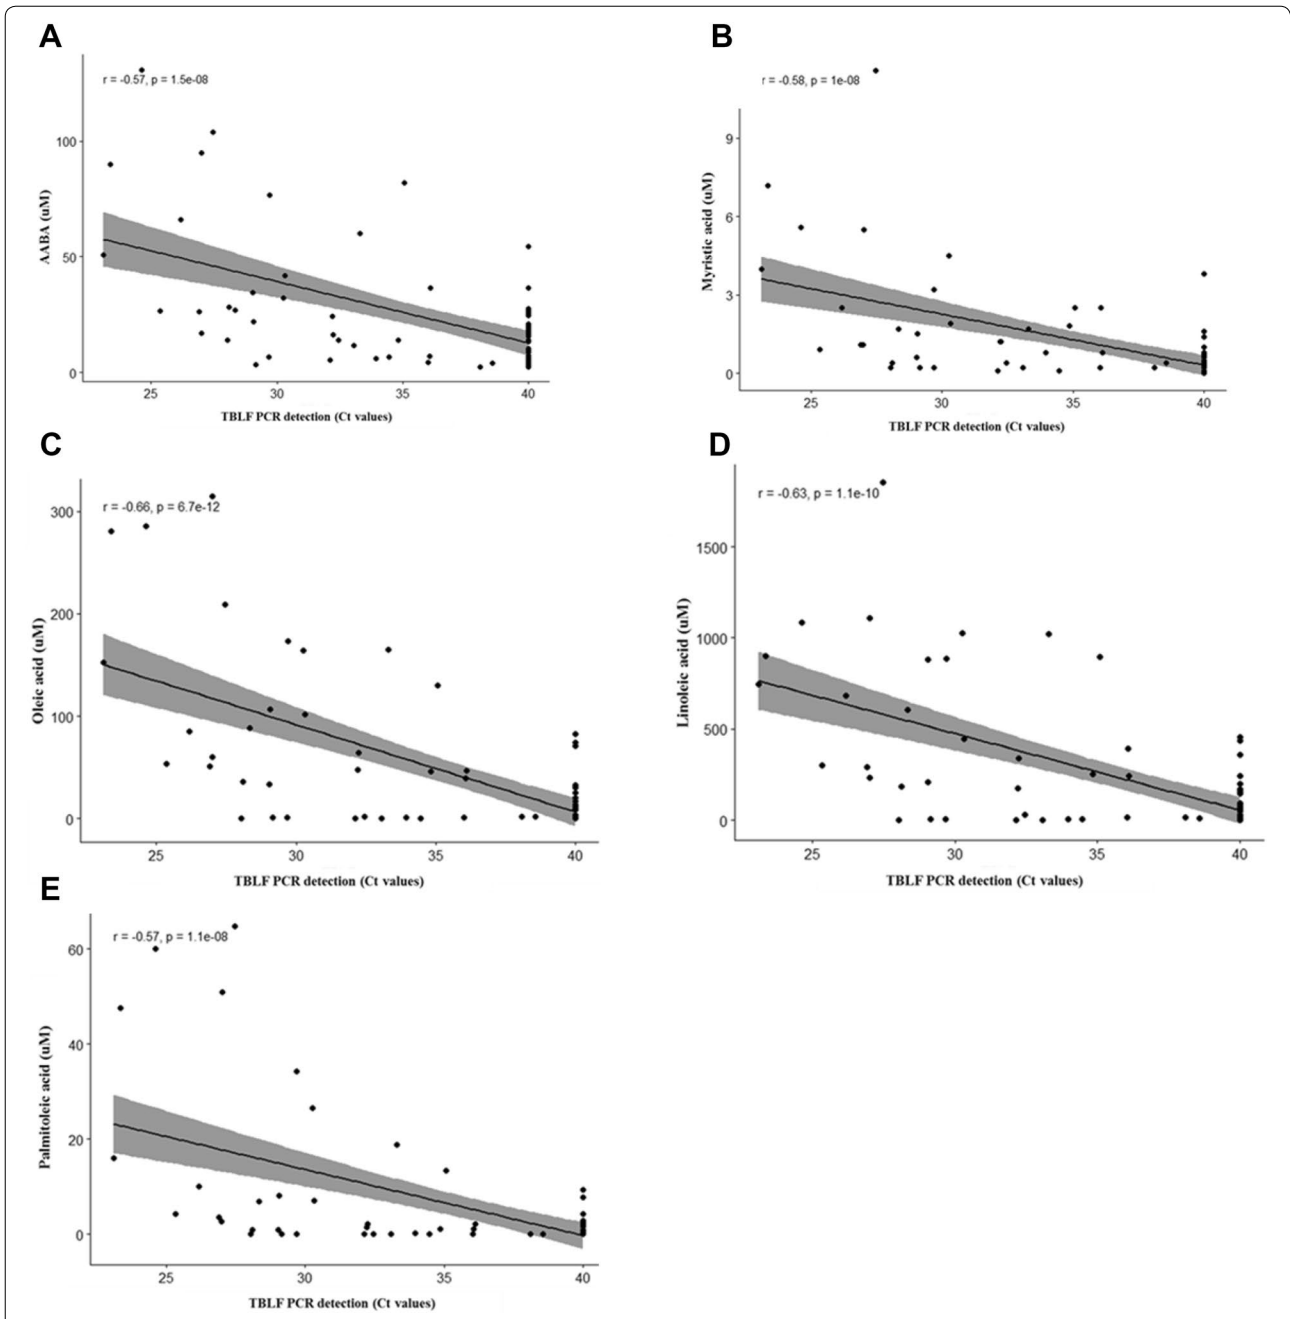 A
r = -0.57, p = 1.5e-08
100
50
0
AABA (uM)
25 30 35 40
TBLF PCR detection (Ct values)
B
r = -0.58, p = 1e-08
9
6
3
0
Myristic acid (uM)
25 30 35 40
TBLF PCR detection (Ct values)
C
r = -0.66, p = 6.7e-12
300
200
100
0
Oleic acid (uM)
25 30 35 40
TBLF PCR detection (Ct values)
D
r = -0.63, p = 1.1e-10
1500
1000
500
0
Linoleic acid (uM)
25 30 35 40
TBLF PCR detection (Ct values)
E
r = -0.57, p = 1.1e-08
60
40
20
0
Palmitoleic acid (uM)
25 30 35 40
TBLF PCR detection (Ct values)